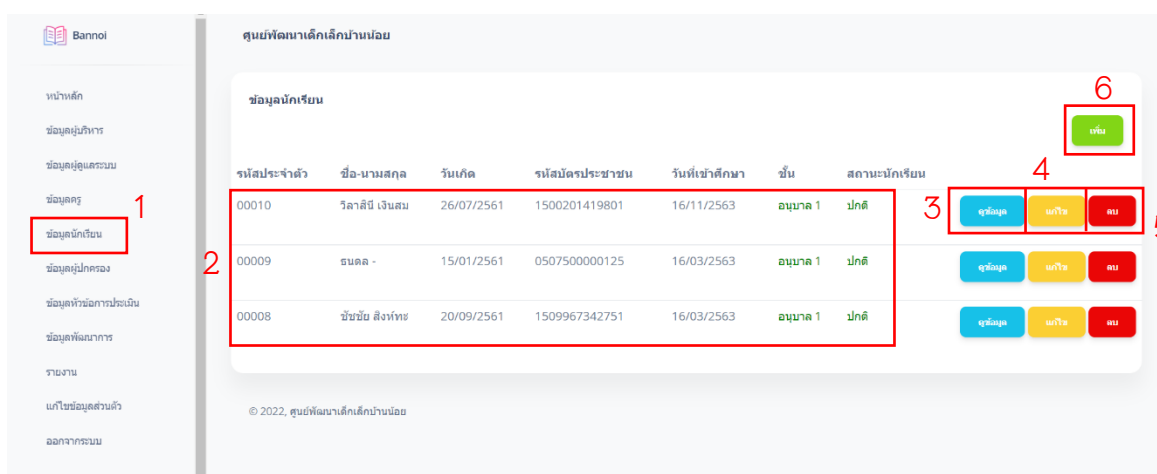 Bannoi
ศูนย์พัฒนาเด็กเล็กบ้านน้อย
หน้าหลัก
ข้อมูลผู้บริหาร
ข้อมูลผู้ดูแลระบบ
ข้อมูลครู
1
ข้อมูลนักเรียน
ข้อมูลผู้ปกครอง
ข้อมูลหัวข้อการประเมิน
ข้อมูลพัฒนาการ
รายงาน
แก้ไขข้อมูลส่วนตัว
ออกจากระบบ
ข้อมูลนักเรียน
6
เพิ่ม
รหัสประจำตัว ชื่อ-นามสกุล วันเกิด รหัสบัตรประชาชน วันที่เข้าศึกษา ชั้น สถานะนักเรียน
4
00010 วิลาสินี เงินสม 26/07/2561 1500201419801 16/11/2563 อนุบาล 1 ปกติ 3 ดูข้อมูล แก้ไข ลบ
2
00009 ธนดล - 15/01/2561 0507500000125 16/03/2563 อนุบาล 1 ปกติ ดูข้อมูล แก้ไข ลบ
00008 ชัชชัย สิงห์ทะ 20/09/2561 1509967342751 16/03/2563 อนุบาล 1 ปกติ ดูข้อมูล แก้ไข ลบ
© 2022, ศูนย์พัฒนาเด็กเล็กบ้านน้อย